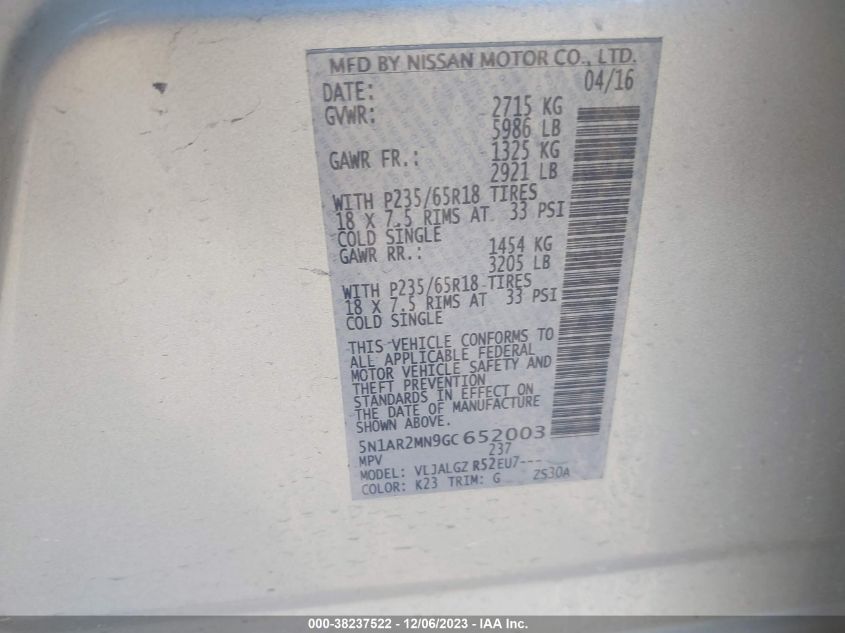 MFD BY NISSAN MOTOR CO., LTD.
DATE: 04/16
GVWR: 2715 KG
5986 LB
GAWR FR.: 1325 KG
2921 LB
WITH P235/65R18 TIRES
18 X 7.5 RIMS AT 33 PSI
COLD SINGLE
GAWR RR.: 1454 KG
3205 LB
WITH P235/65R18 TIRES
18 X 7.5 RIMS AT 33 PSI
COLD SINGLE
THIS VEHICLE CONFORMS TO
ALL APPLICABLE FEDERAL
MOTOR VEHICLE SAFETY AND
THEFT PREVENTION
STANDARDS IN EFFECT ON
THE DATE OF MANUFACTURE
SHOWN ABOVE.
5N1AR2MN9GC652003
MPV 237
MODEL: VLJALGZ R52EU7-----
COLOR: K23 TRIM: G ZS30A
000-38237522 - 12/06/2023 - IAA Inc.